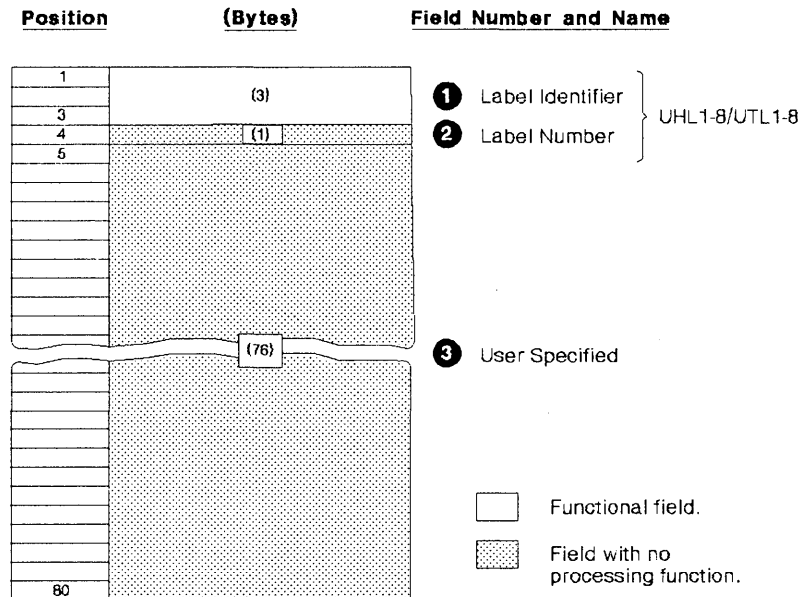 Position (Bytes) Field Number and Name
1
(3)
1 Label Identifier
UHL1-8/UTL1-8
3
4 (1) 2 Label Number
5
(76) 3 User Specified
Functional field.
Field with no
processing function.
80